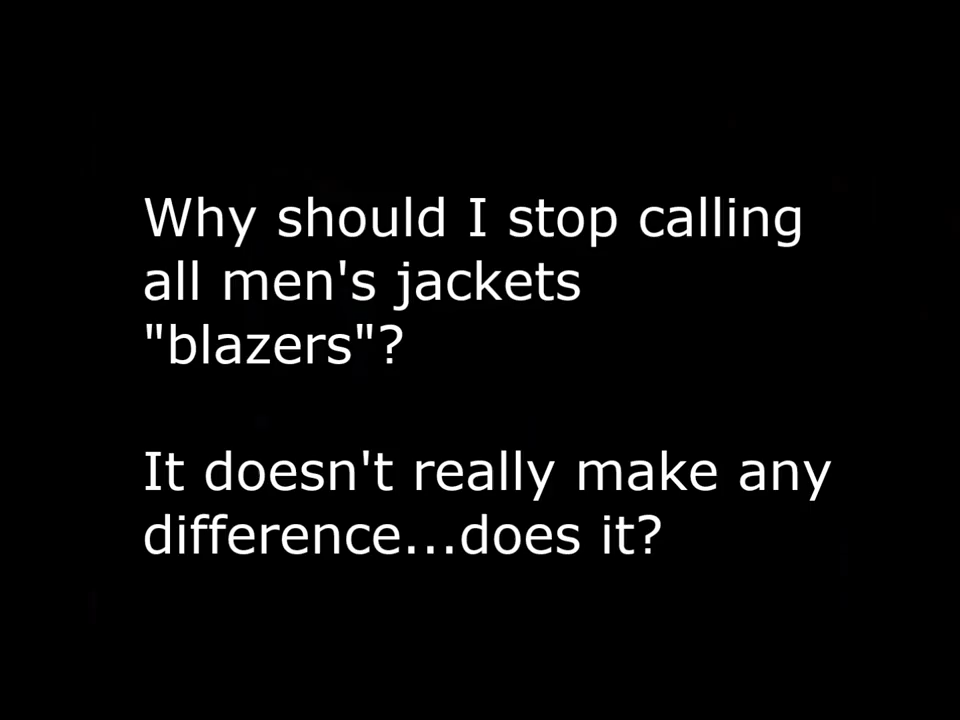 Why should I stop calling
all men's jackets
"blazers"?
It doesn't really make any
difference...does it?